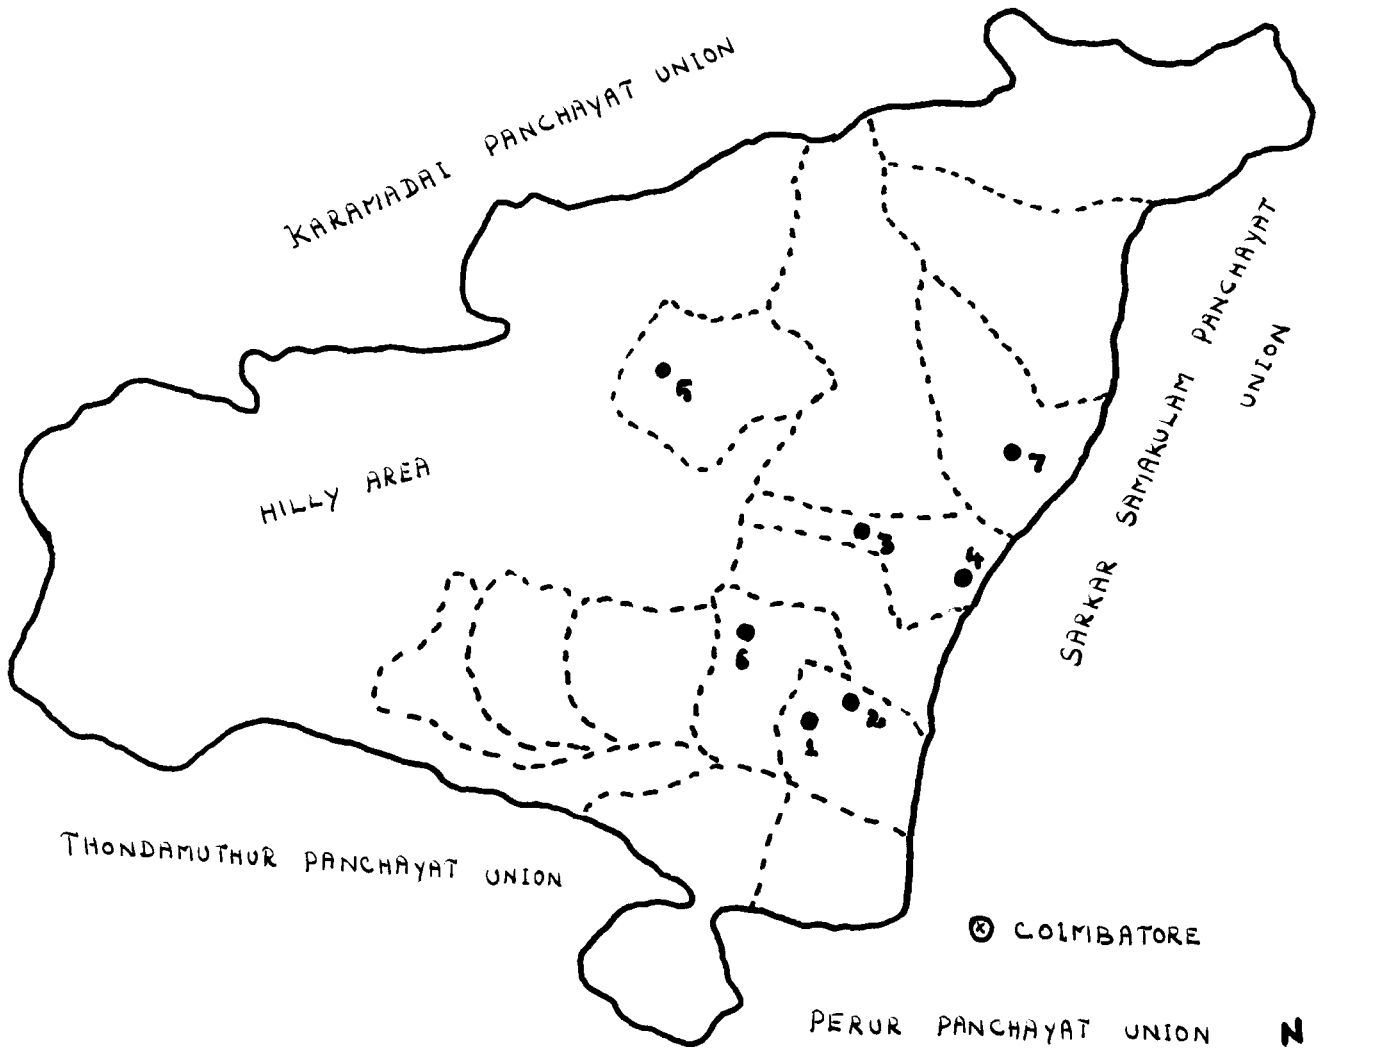 KARAMADAI PANCHAYAT UNION
SARKAR SAMAKULAM PANCHAYAT
UNION
5
HILLY AREA
7
3
4
6
2
1
THONDAMUTHUR PANCHAYAT UNION
COIMBATORE
PERUR PANCHAYAT UNION
N